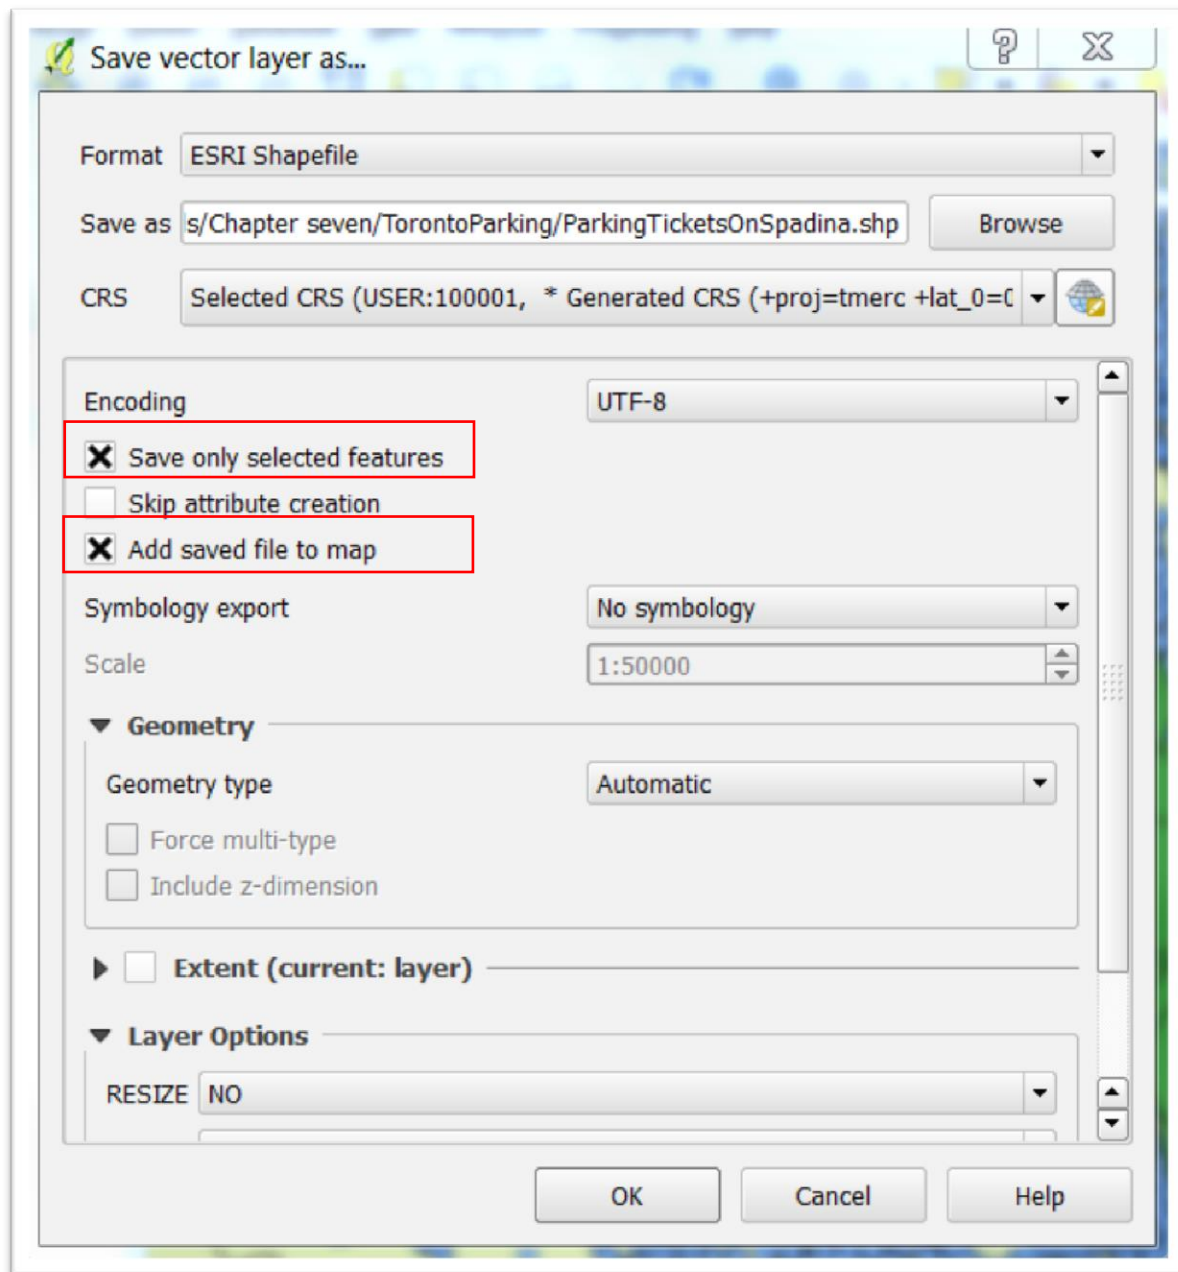 Save vector layer as...
Format ESRI Shapefile
Save as s/Chapter seven/TorontoParking/ParkingTicketsOnSpadina.shp Browse
CRS Selected CRS (USER:100001, * Generated CRS (+proj=tmerc +lat_0=0
Encoding UTF-8
Save only selected features
Skip attribute creation
Add saved file to map
Symbology export No symbology
Scale 1:50000
Geometry
Geometry type Automatic
Force multi-type
Include z-dimension
Extent (current: layer)
Layer Options
RESIZE NO
OK Cancel Help